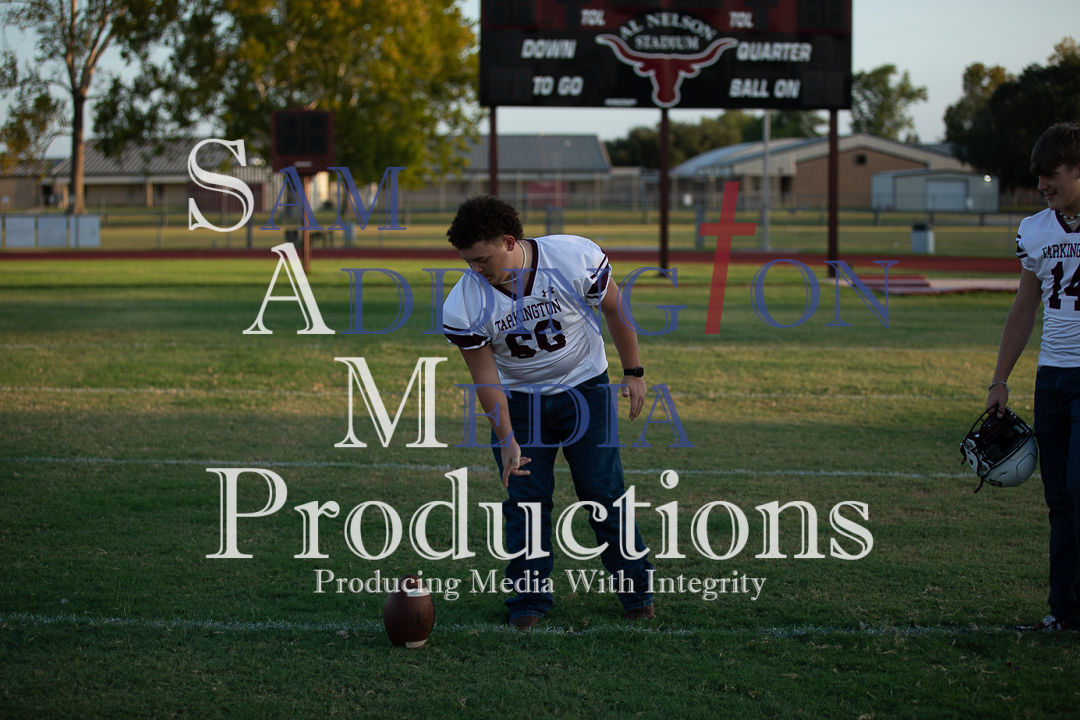 TOL TOL
AL NELSON
STADIUM
DOWN QUARTER
TO GO BALL ON
SAM
ADDINGTON
MEDIA
Productions
Producing Media With Integrity
TARKINGTON
66
TARKINGTON
14